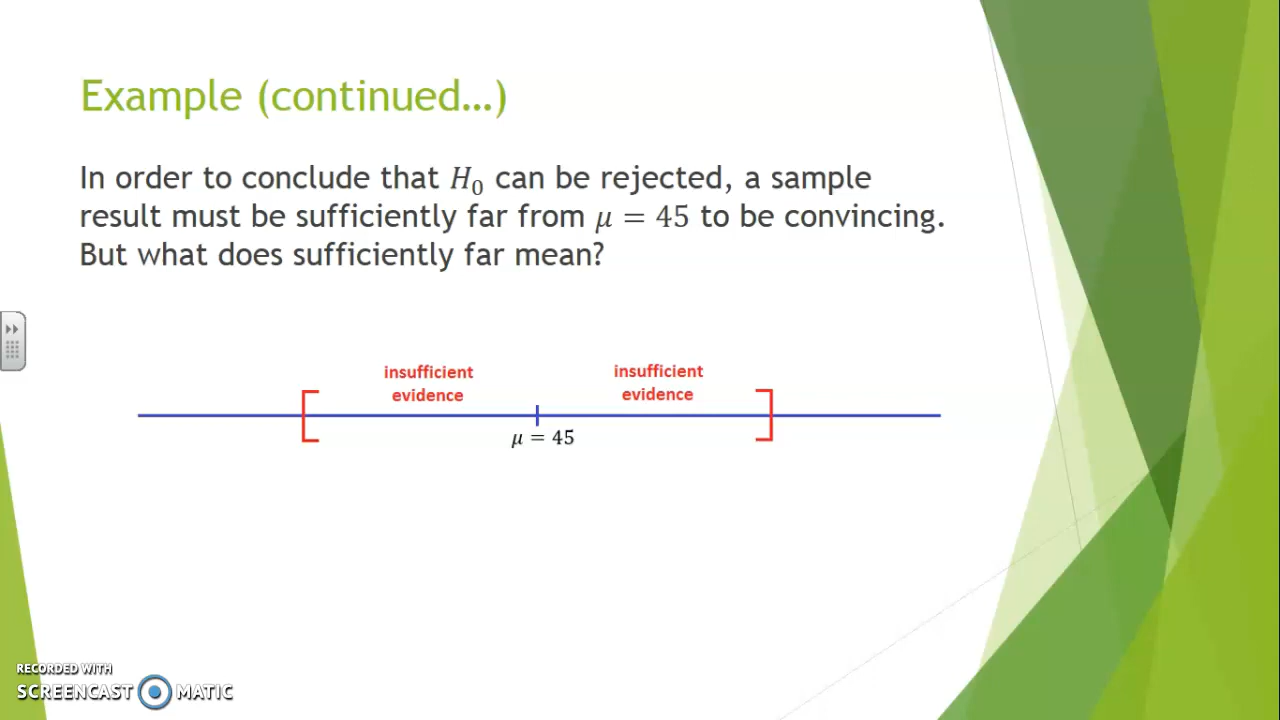 Example (continued…)
In order to conclude that 𝐻₀ can be rejected, a sample
result must be sufficiently far from 𝜇 = 45 to be convincing.
But what does sufficiently far mean?
insufficient
evidence
insufficient
evidence
𝜇 = 45
RECORDED WITH
SCREENCAST MATIC